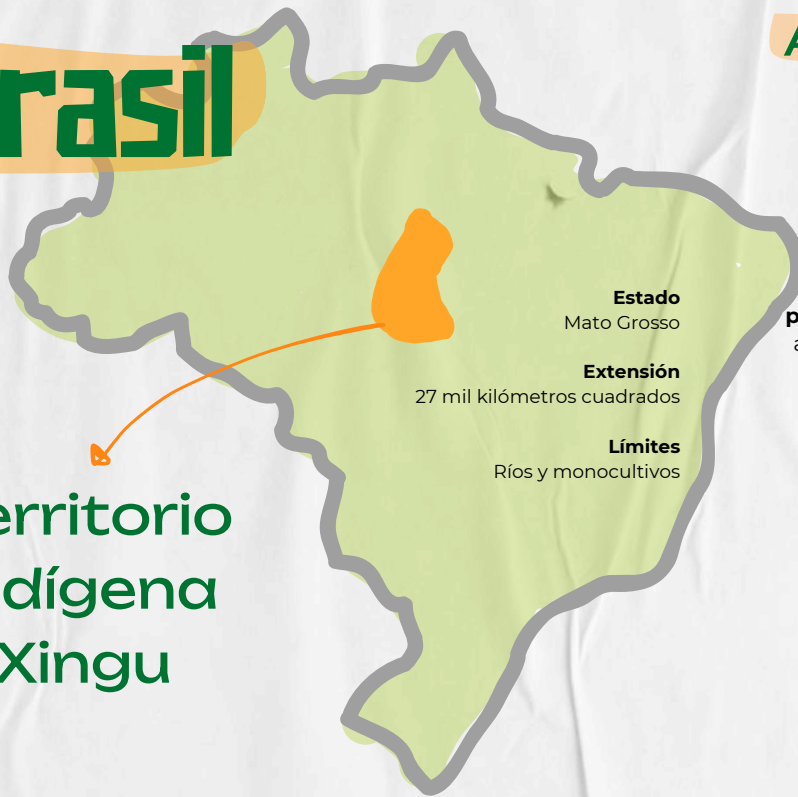 rasil
Estado
Mato Grosso
Extensión
27 mil kilómetros cuadrados
Límites
Ríos y monocultivos
erritorio
dígena
Xingu